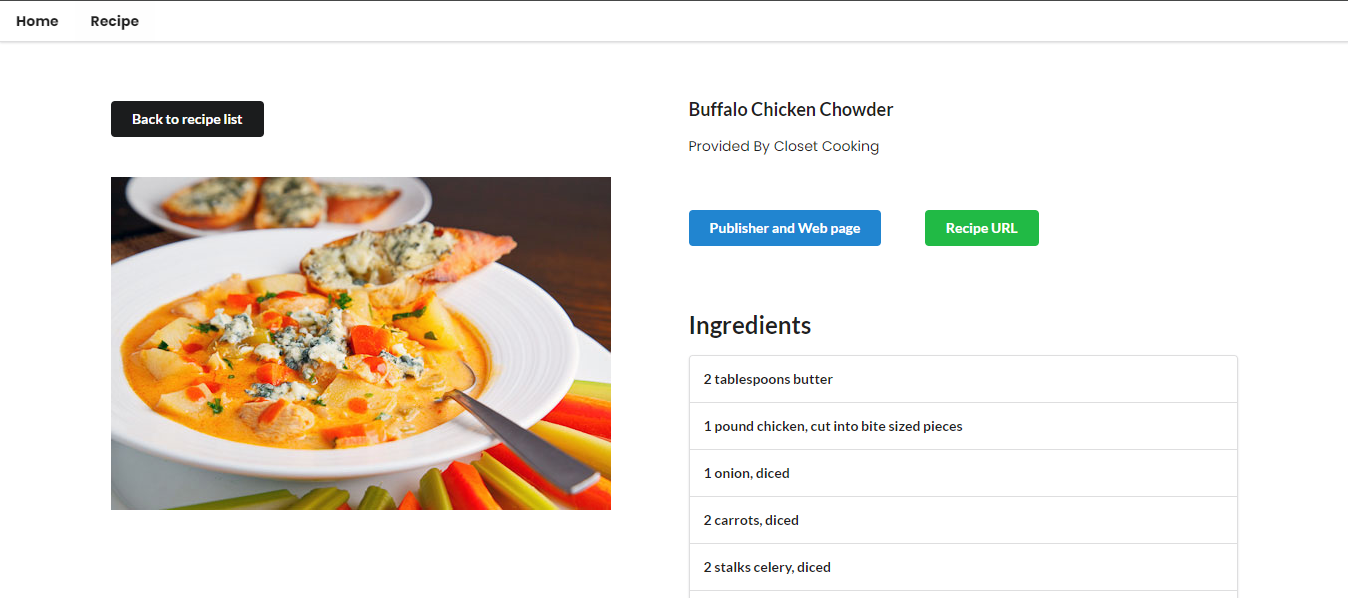 Home
Recipe
Back to recipe list
Buffalo Chicken Chowder
Provided By Closet Cooking
Publisher and Web page
Recipe URL
Ingredients
2 tablespoons butter
1 pound chicken, cut into bite sized pieces
1 onion, diced
2 carrots, diced
2 stalks celery, diced